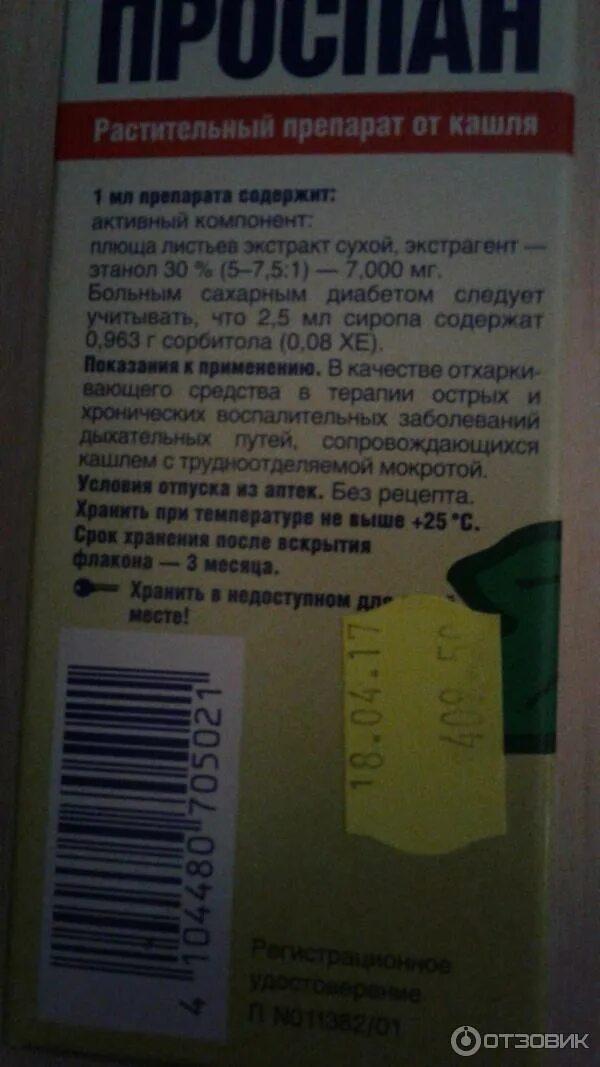 ПРОСПАН
Растительный препарат от кашля
1 мл препарата содержит:
активный компонент:
плюща листьев экстракт сухой, экстрагент —
этанол 30 % (5–7,5:1) — 7,000 мг.
Больным сахарным диабетом следует
учитывать, что 2,5 мл сиропа содержат
0,963 г сорбитола (0,08 ХЕ).
Показания к применению. В качестве отхарки-
вающего средства в терапии острых и
хронических воспалительных заболеваний
дыхательных путей, сопровождающихся
кашлем с трудноотделяемой мокротой.
Условия отпуска из аптек. Без рецепта.
Хранить при температуре не выше +25 °С.
Срок хранения после вскрытия
флакона — 3 месяца.
Хранить в недоступном для
месте!
18.04.17
409.50
4 104480 705021
Регистрационное
удостоверение
П N011382/01
ОТЗОВИК